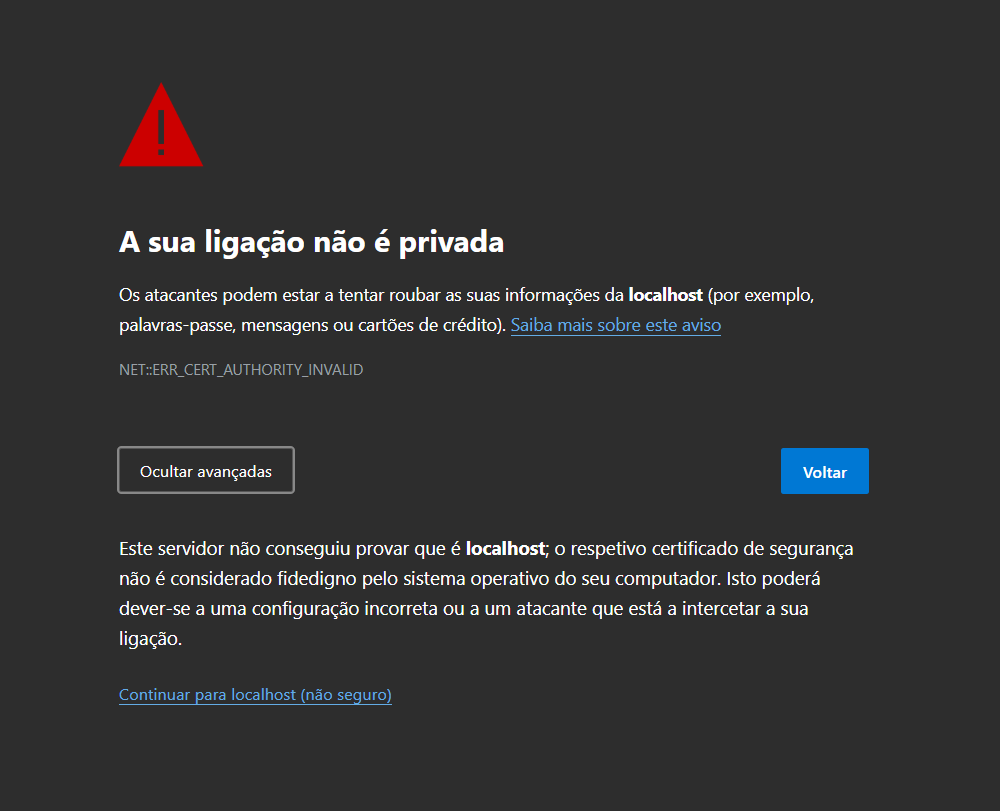 A sua ligação não é privada
Os atacantes podem estar a tentar roubar as suas informações da localhost (por exemplo,
palavras-passe, mensagens ou cartões de crédito). Saiba mais sobre este aviso
NET::ERR_CERT_AUTHORITY_INVALID
Ocultar avançadas
Voltar
Este servidor não conseguiu provar que é localhost; o respetivo certificado de segurança
não é considerado fidedigno pelo sistema operativo do seu computador. Isto poderá
dever-se a uma configuração incorreta ou a um atacante que está a intercetar a sua
ligação.
Continuar para localhost (não seguro)